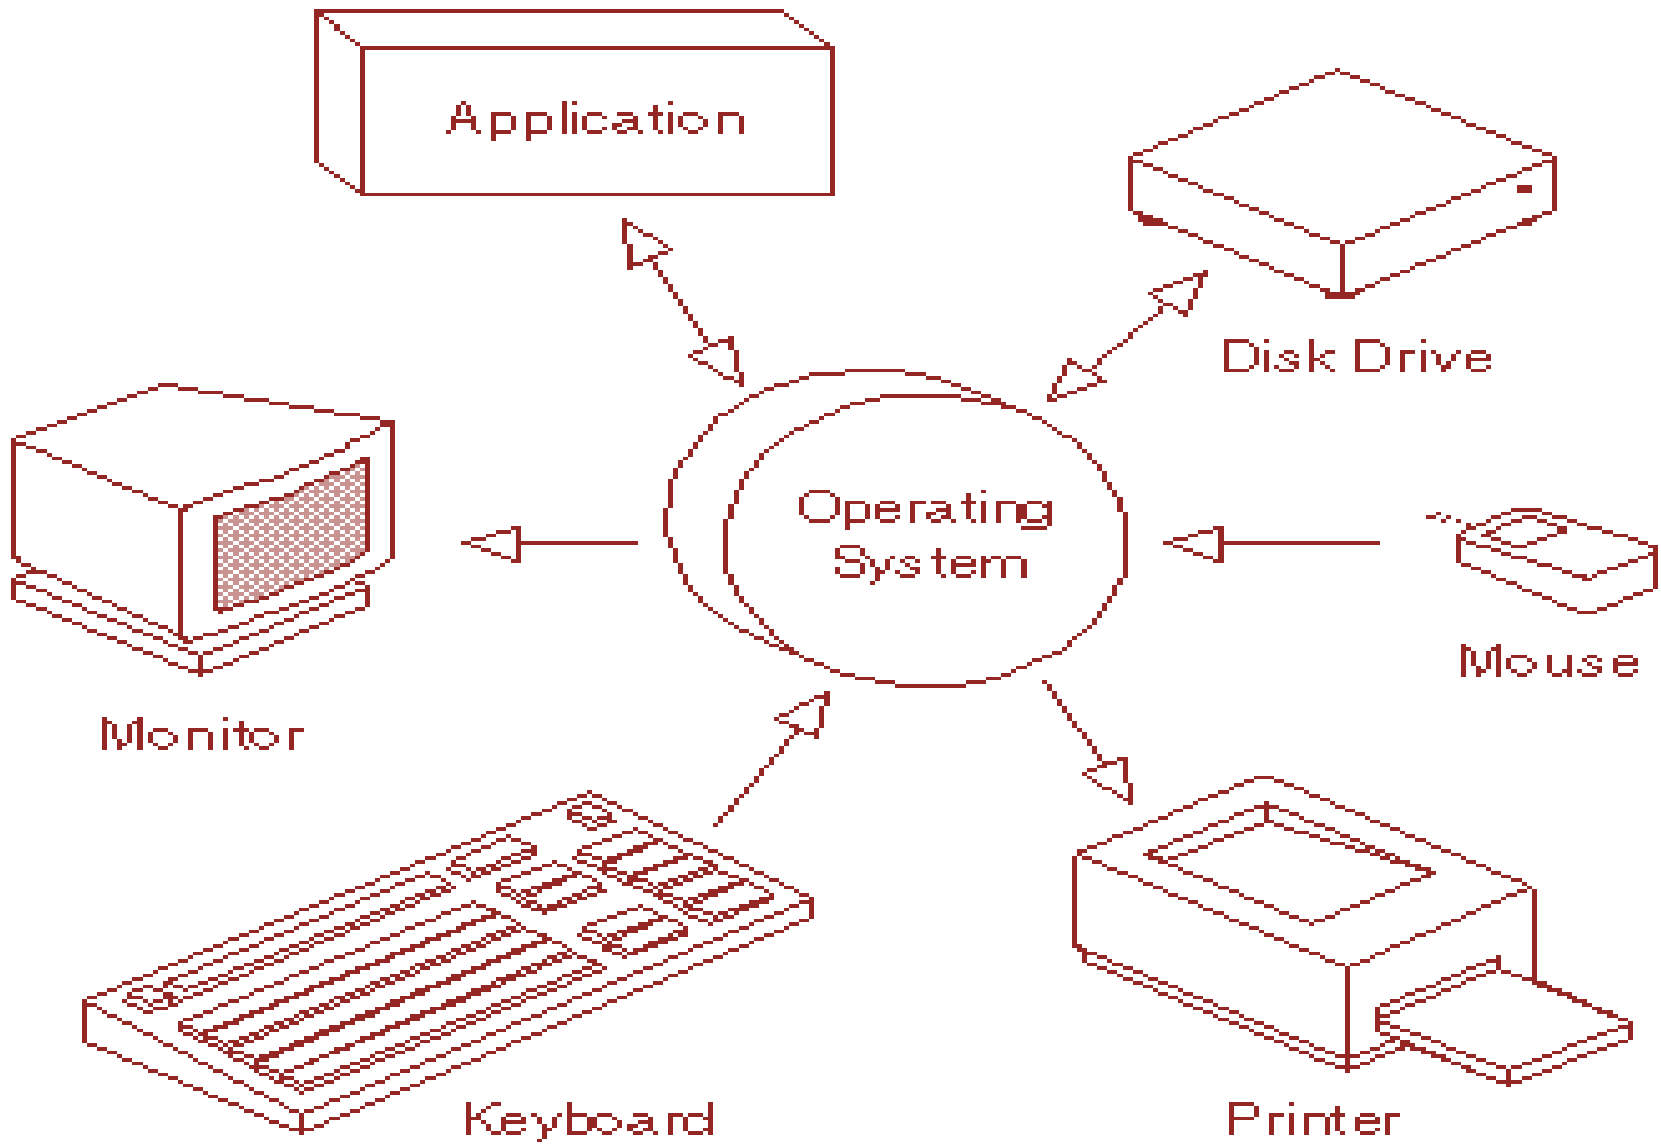 Application
Disk Drive
Operating
System
Mouse
Monitor
Keyboard
Printer